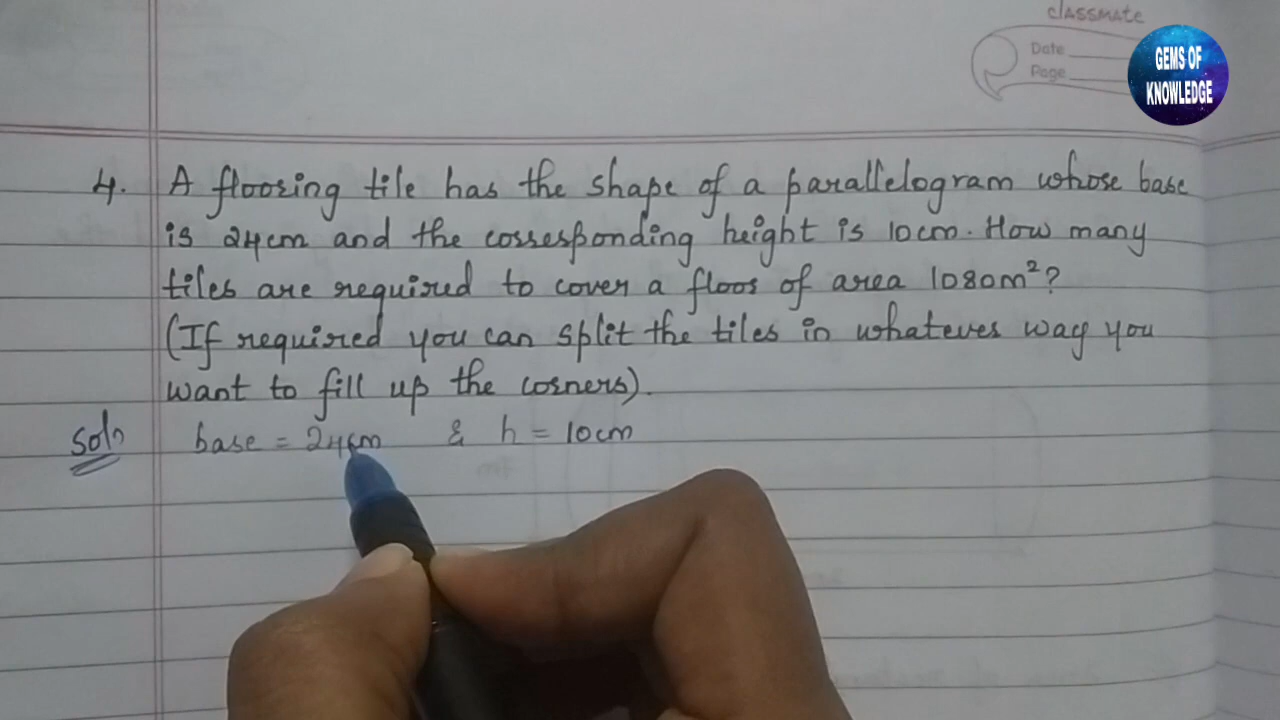 classmate
Date
Page
GEMS OF
KNOWLEDGE
4. A flooring tile has the shape of a parallelogram whose base
is 24cm and the corresponding height is 10cm. How many
tiles are required to cover a floor of area 1080m²?
(If required you can split the tiles in whatever way you
want to fill up the corners).
Soln base = 24cm & h = 10cm